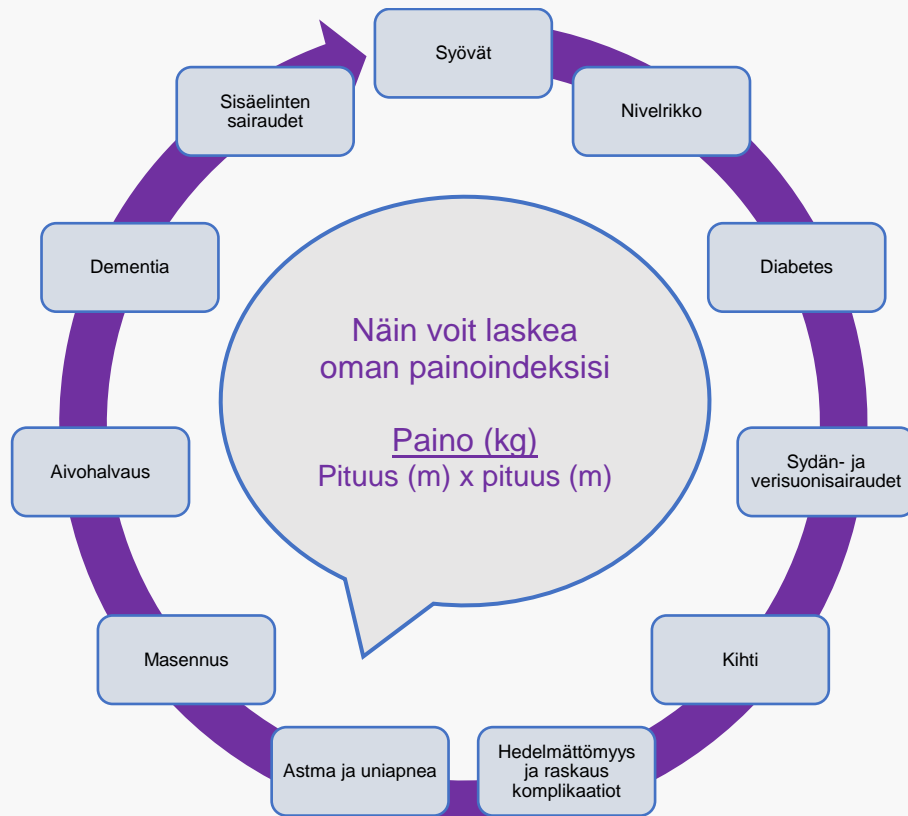 Syövät
Nivelrikko
Diabetes
Sydän- ja
verisuonisairaudet
Kihti
Hedelmättömyys
ja raskaus
komplikaatiot
Astma ja uniapnea
Masennus
Aivohalvaus
Dementia
Sisäelinten
sairaudet
Näin voit laskea
oman painoindeksisi
Paino (kg)
Pituus (m) x pituus (m)